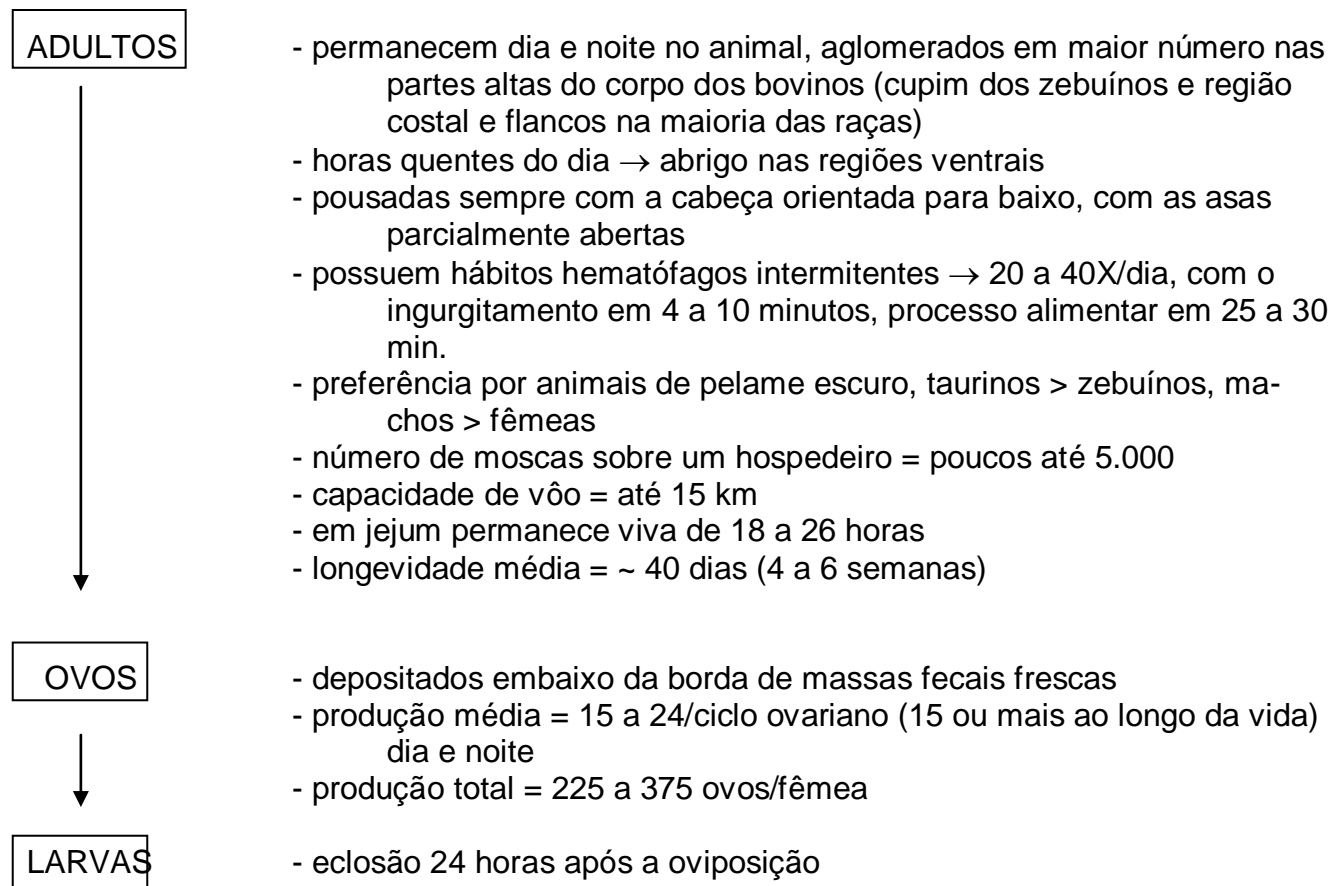 ADULTOS - permanecem dia e noite no animal, aglomerados em maior número nas
partes altas do corpo dos bovinos (cupim dos zebuínos e região
costal e flancos na maioria das raças)
- horas quentes do dia → abrigo nas regiões ventrais
- pousadas sempre com a cabeça orientada para baixo, com as asas
parcialmente abertas
- possuem hábitos hematófagos intermitentes → 20 a 40X/dia, com o
ingurgitamento em 4 a 10 minutos, processo alimentar em 25 a 30
min.
- preferência por animais de pelame escuro, taurinos > zebuínos, ma-
chos > fêmeas
- número de moscas sobre um hospedeiro = poucos até 5.000
- capacidade de vôo = até 15 km
- em jejum permanece viva de 18 a 26 horas
- longevidade média = ~ 40 dias (4 a 6 semanas)
OVOS - depositados embaixo da borda de massas fecais frescas
- produção média = 15 a 24/ciclo ovariano (15 ou mais ao longo da vida)
dia e noite
- produção total = 225 a 375 ovos/fêmea
LARVAS - eclosão 24 horas após a oviposição